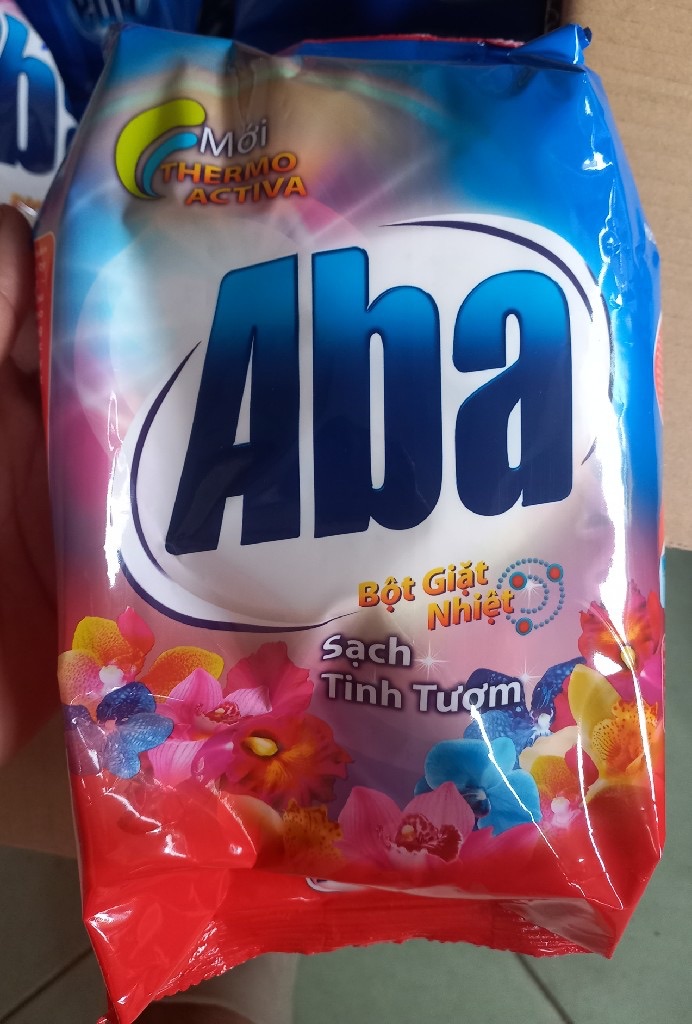 Mới
THERMO
ACTIVA
Aba
Bột Giặt
Nhiệt
Sạch
Tinh Tươm